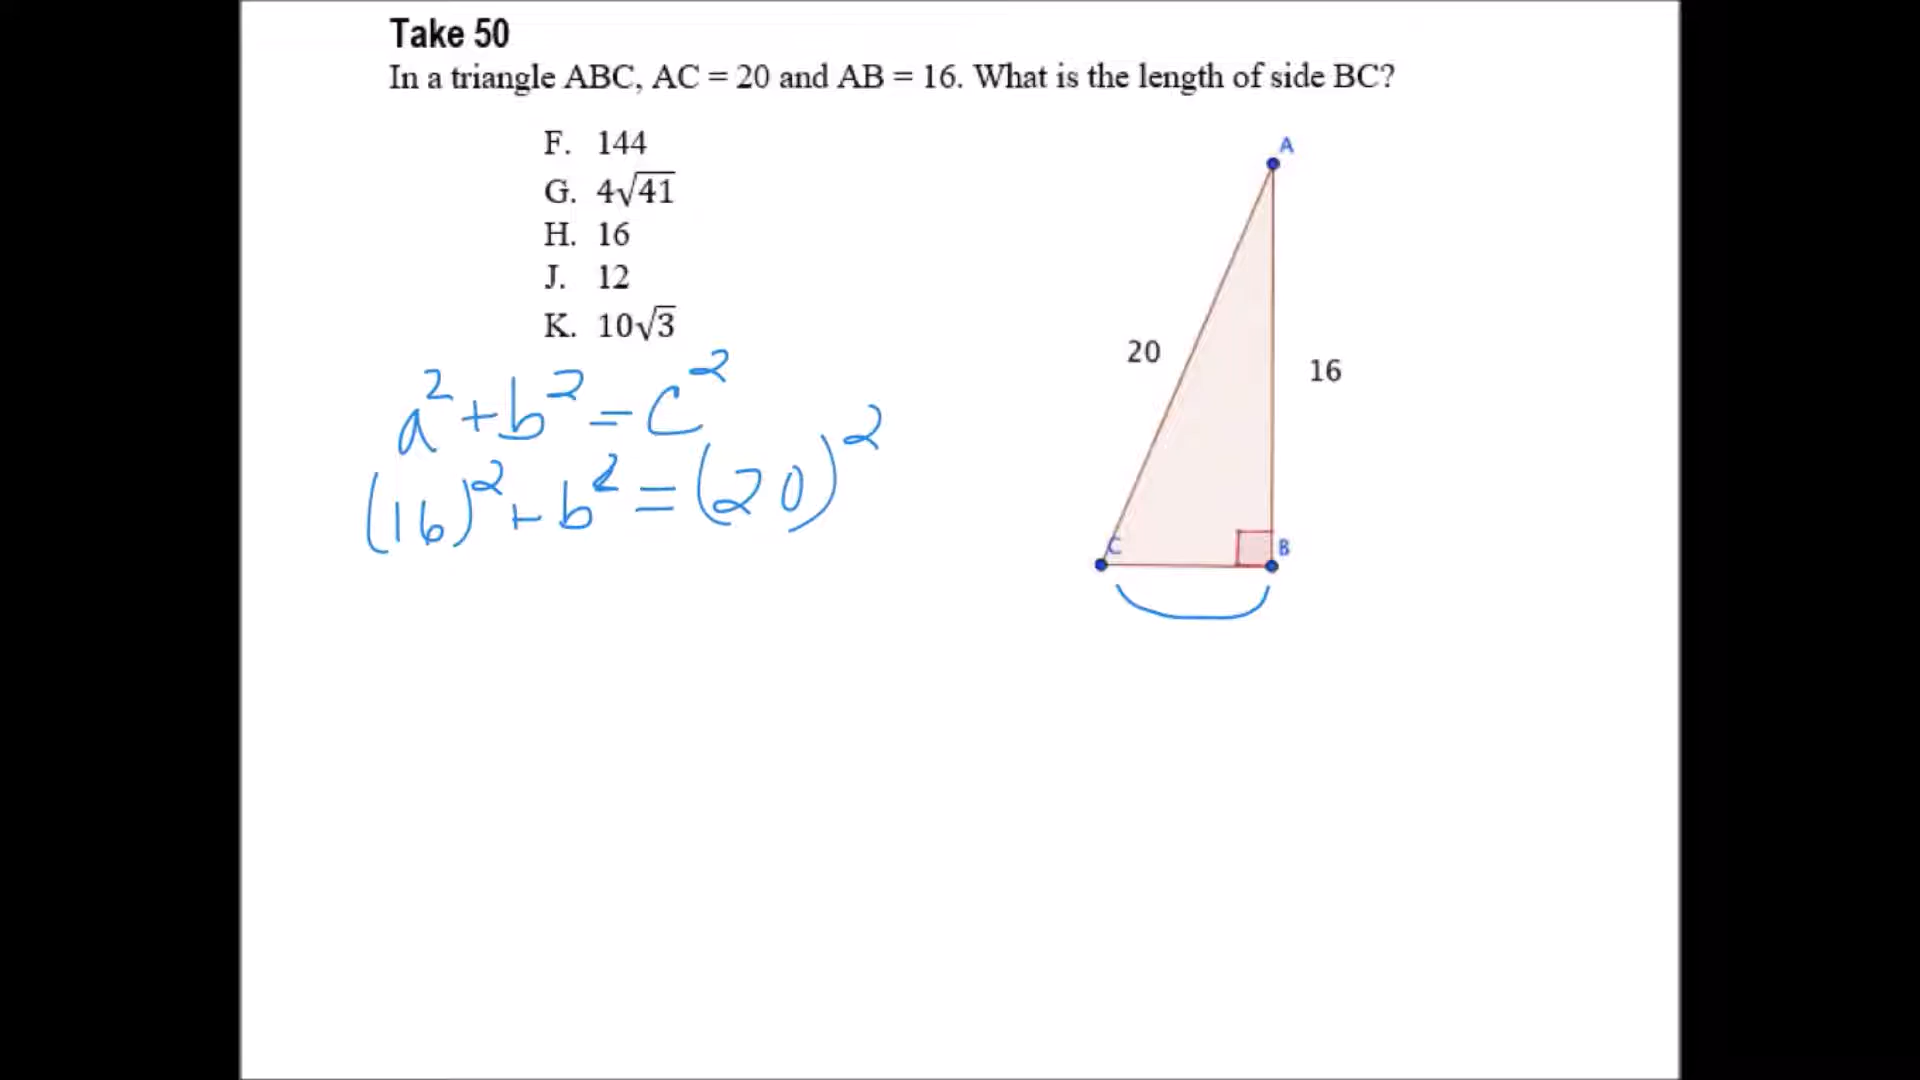 Take 50
In a triangle ABC, AC = 20 and AB = 16. What is the length of side BC?
F. 144
G. 4√41
H. 16
J. 12
K. 10√3
a² + b² = c²
(16)² + b² = (20)²
A
20
16
C
B